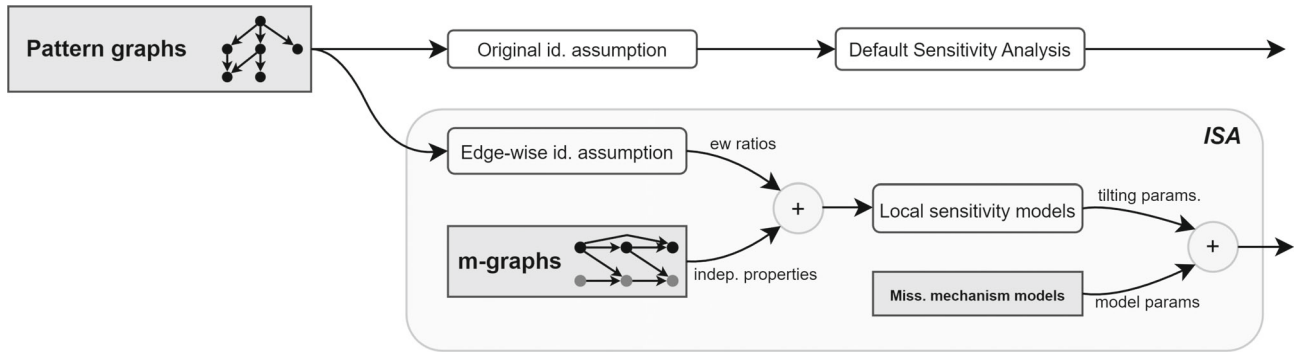 Pattern graphs
Original id. assumption
Default Sensitivity Analysis
ISA
Edge-wise id. assumption
ew ratios
+
Local sensitivity models
tilting params.
+
m-graphs
indep. properties
Miss. mechanism models
model params